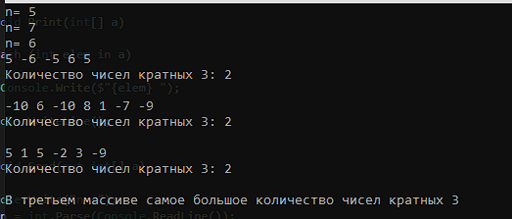 n= 5
n= 7
n= 6
5 -6 -5 6 5
Количество чисел кратных 3: 2
-10 6 -10 8 1 -7 -9
Количество чисел кратных 3: 2
5 1 5 -2 3 -9
Количество чисел кратных 3: 2
В третьем массиве самое большое количество чисел кратных 3